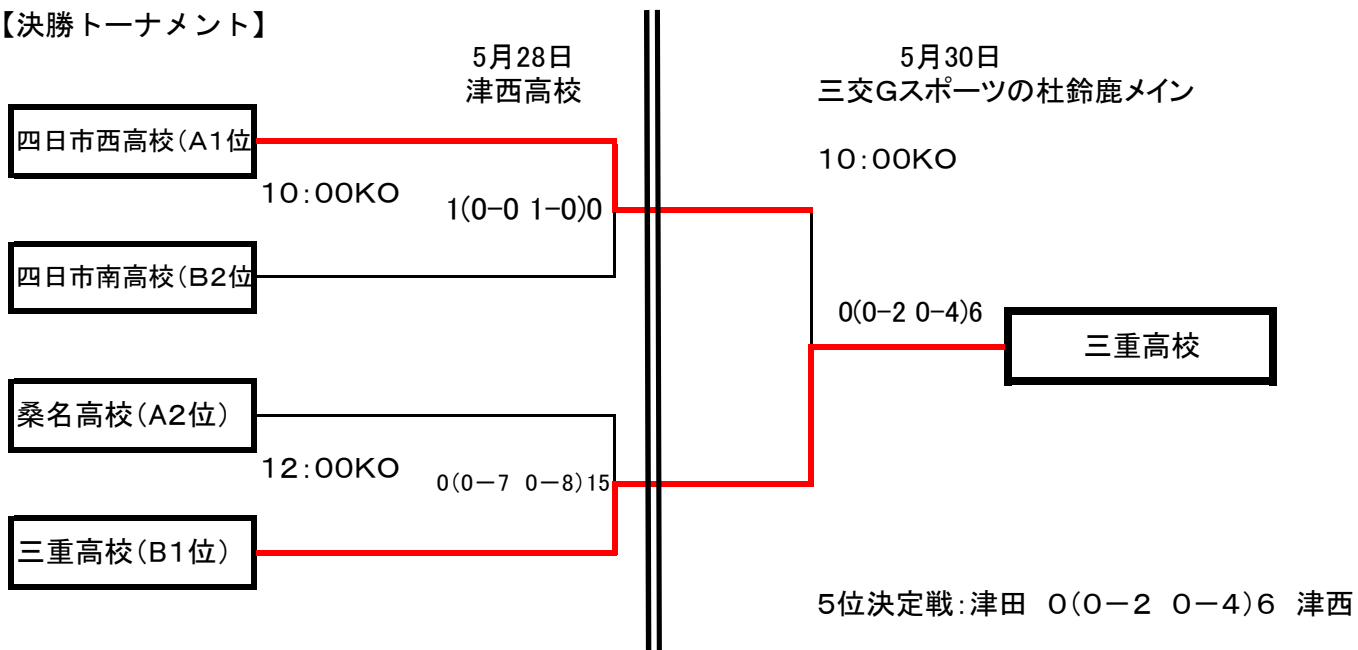 【決勝トーナメント】
5月28日
津西高校
5月30日
三交Gスポーツの杜鈴鹿メイン
四日市西高校(A1位
10:00KO
10:00KO
1(0-0 1-0)0
四日市南高校(B2位
0(0-2 0-4)6
三重高校
桑名高校(A2位)
12:00KO
0(0-7 0-8)15
三重高校(B1位)
5位決定戦:津田 0(0-2 0-4)6 津西